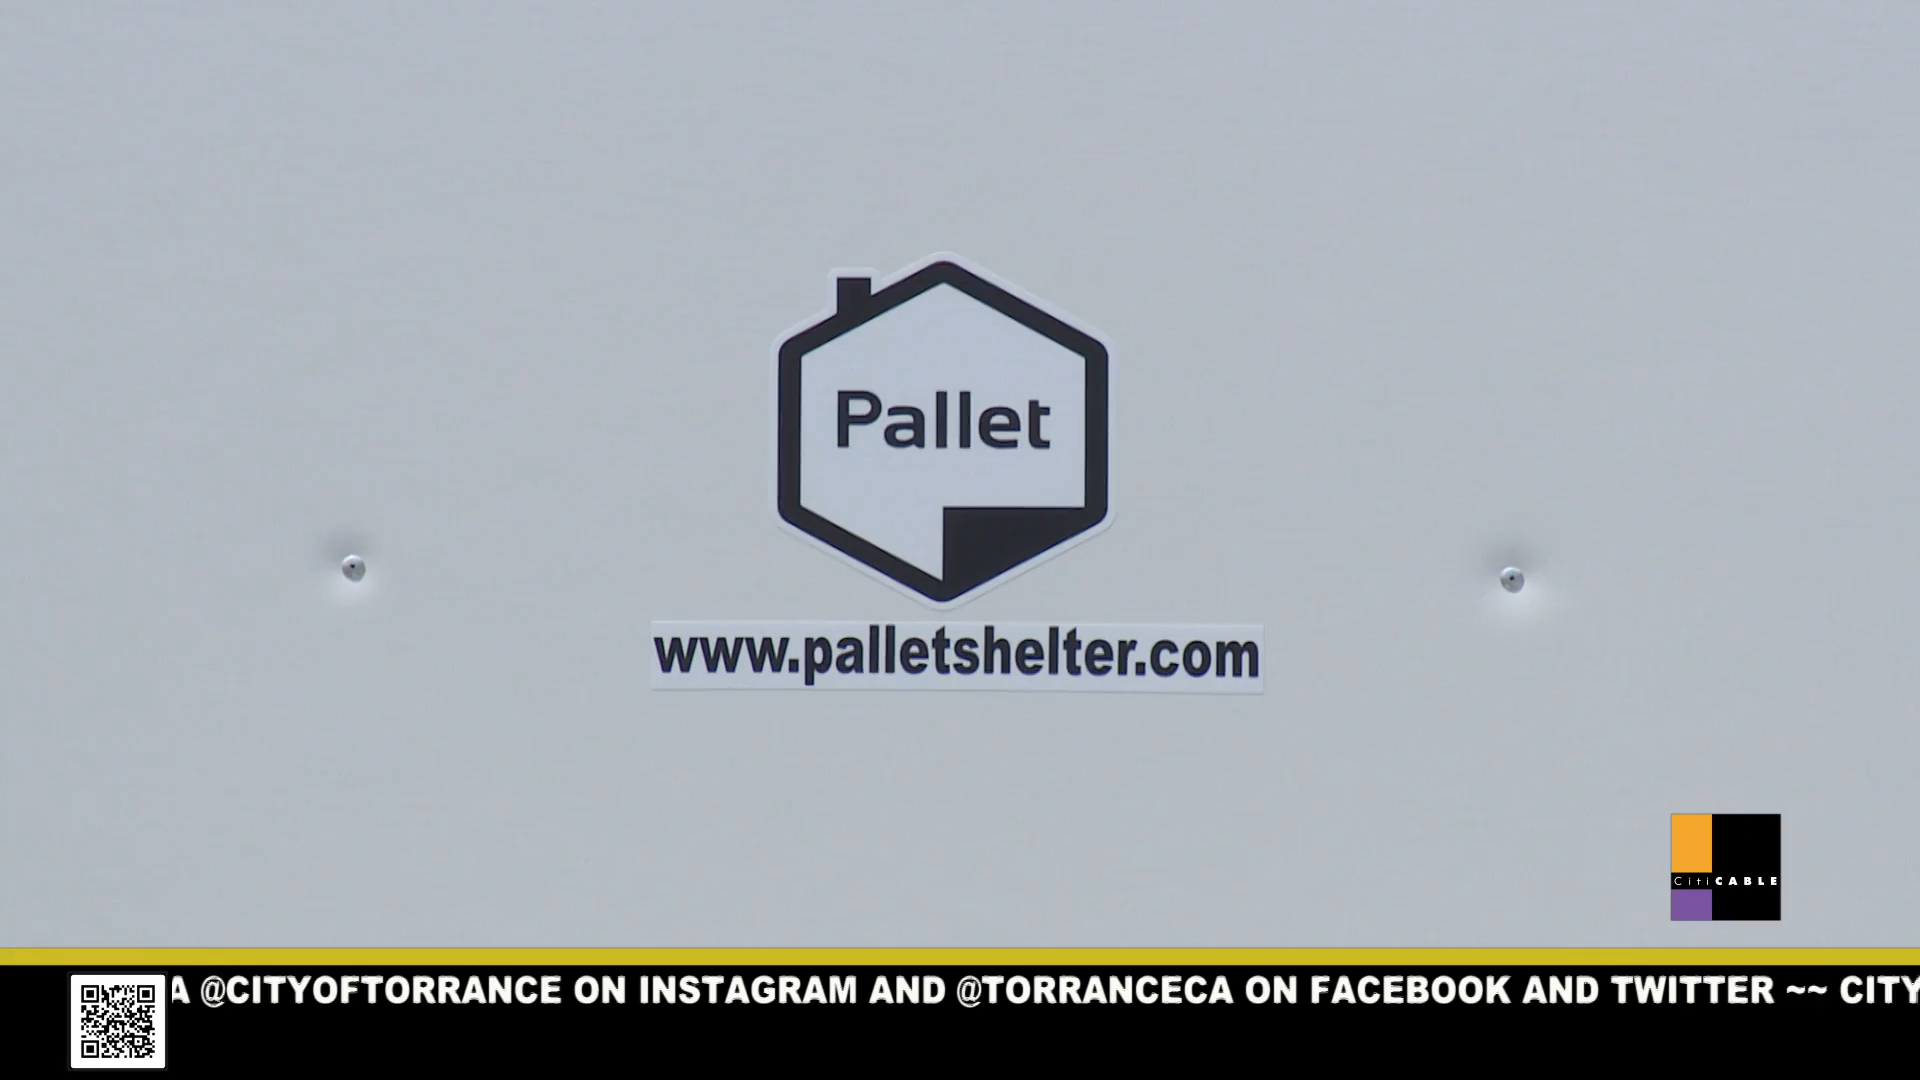 Pallet
www.palletshelter.com
CitiCABLE
A @CITYOFTORRANCE ON INSTAGRAM AND @TORRANCECA ON FACEBOOK AND TWITTER ~~ CITY